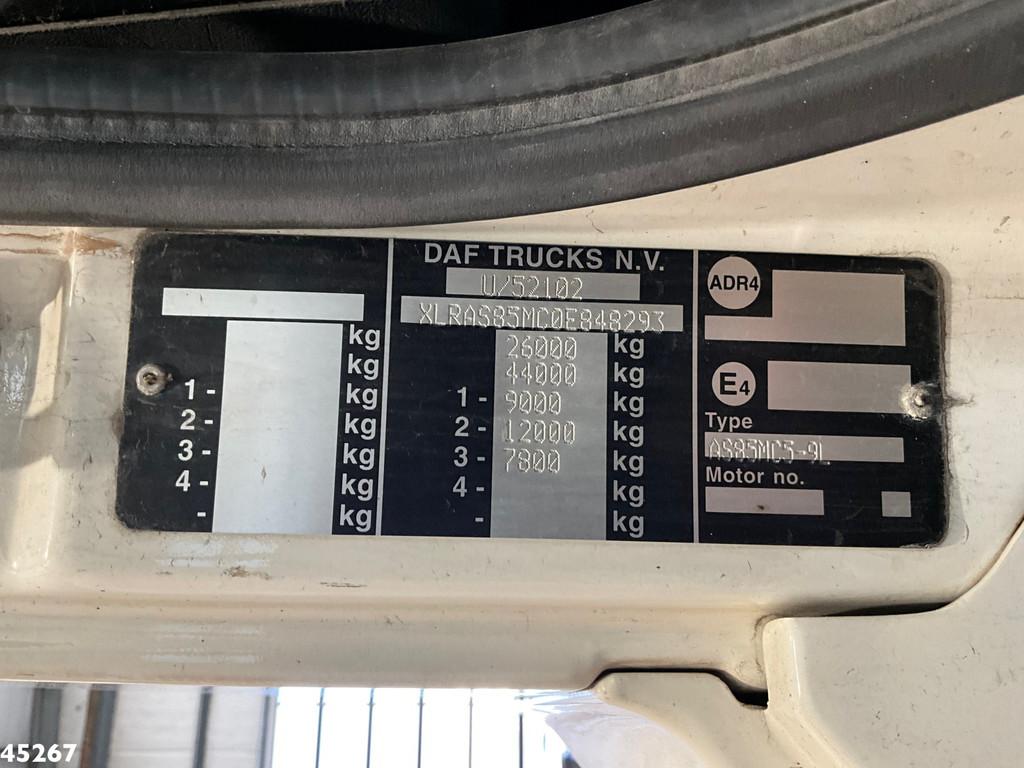 DAF TRUCKS N.V.
U/52102
XLRAS85MC0E848293
kg
kg
1 - kg
2 - kg
3 - kg
4 - kg
- kg
26000 kg
44000 kg
1 - 9000 kg
2 - 12000 kg
3 - 7800 kg
4 - kg
- kg
ADR4
E4
Type
AS85MC5-9L
Motor no.
45267